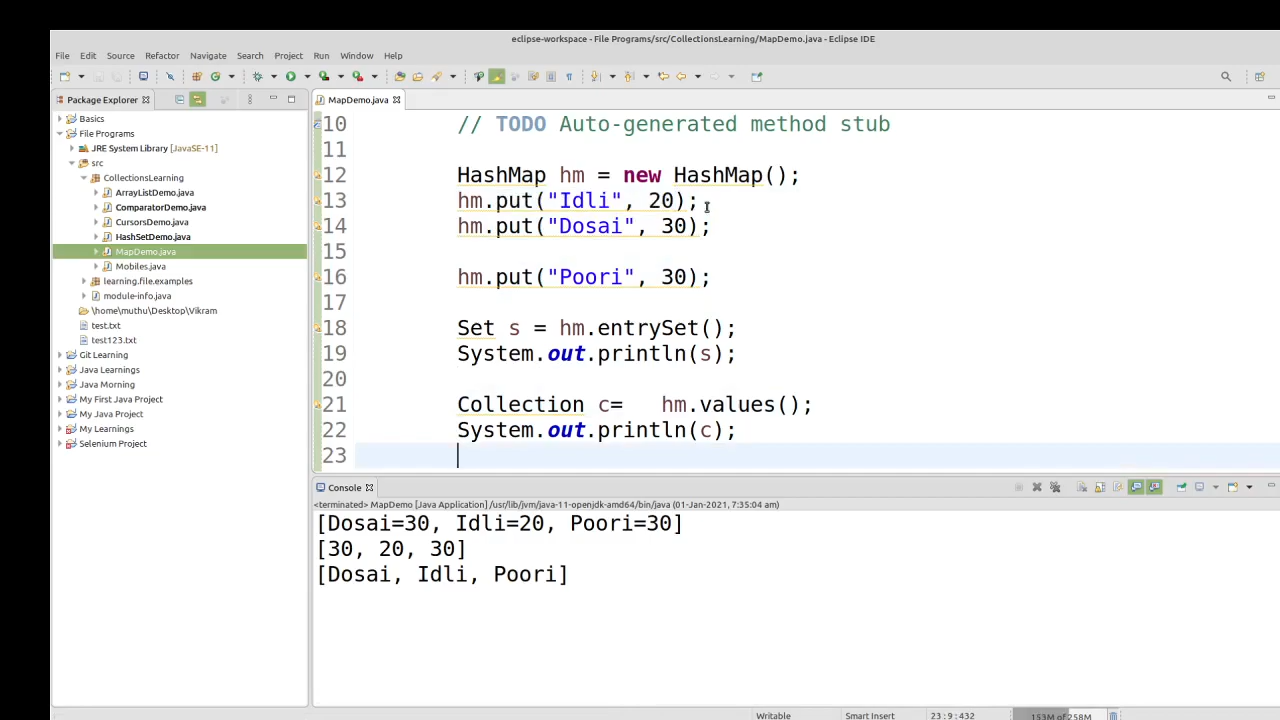 eclipse-workspace - File Programs/src/CollectionsLearning/MapDemo.java - Eclipse IDE
File Edit Source Refactor Navigate Search Project Run Window Help
Package Explorer
MapDemo.java
Basics
File Programs
JRE System Library [JavaSE-11]
src
CollectionsLearning
ArrayListDemo.java
ComparatorDemo.java
CursorsDemo.java
HashSetDemo.java
MapDemo.java
Mobiles.java
learning.file.examples
module-info.java
\home\muthu\Desktop\Vikram
test.txt
test123.txt
Git Learning
Java Learnings
Java Morning
My First Java Project
My Java Project
My Learnings
Selenium Project
10 // TODO Auto-generated method stub
11
12 HashMap hm = new HashMap();
13 hm.put("Idli", 20);
14 hm.put("Dosai", 30);
15
16 hm.put("Poori", 30);
17
18 Set s = hm.entrySet();
19 System.out.println(s);
20
21 Collection c=   hm.values();
22 System.out.println(c);
23
Console
<terminated> MapDemo [Java Application] /usr/lib/jvm/java-11-openjdk-amd64/bin/java (01-Jan-2021, 7:35:04 am)
[Dosai=30, Idli=20, Poori=30]
[30, 20, 30]
[Dosai, Idli, Poori]
Writable Smart Insert 23 : 9 : 432 153M of 258M